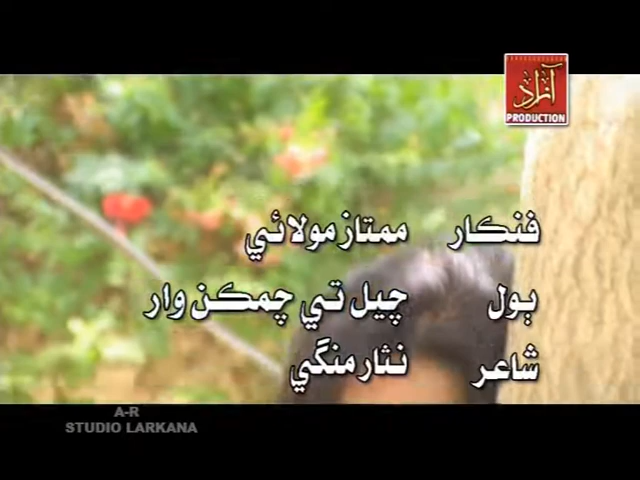 آزاد
PRODUCTION
فنڪار ممتاز مولائي
ٻول چيل تي چمڪن وار
شاعر نثار منگي
A-R
STUDIO LARKANA